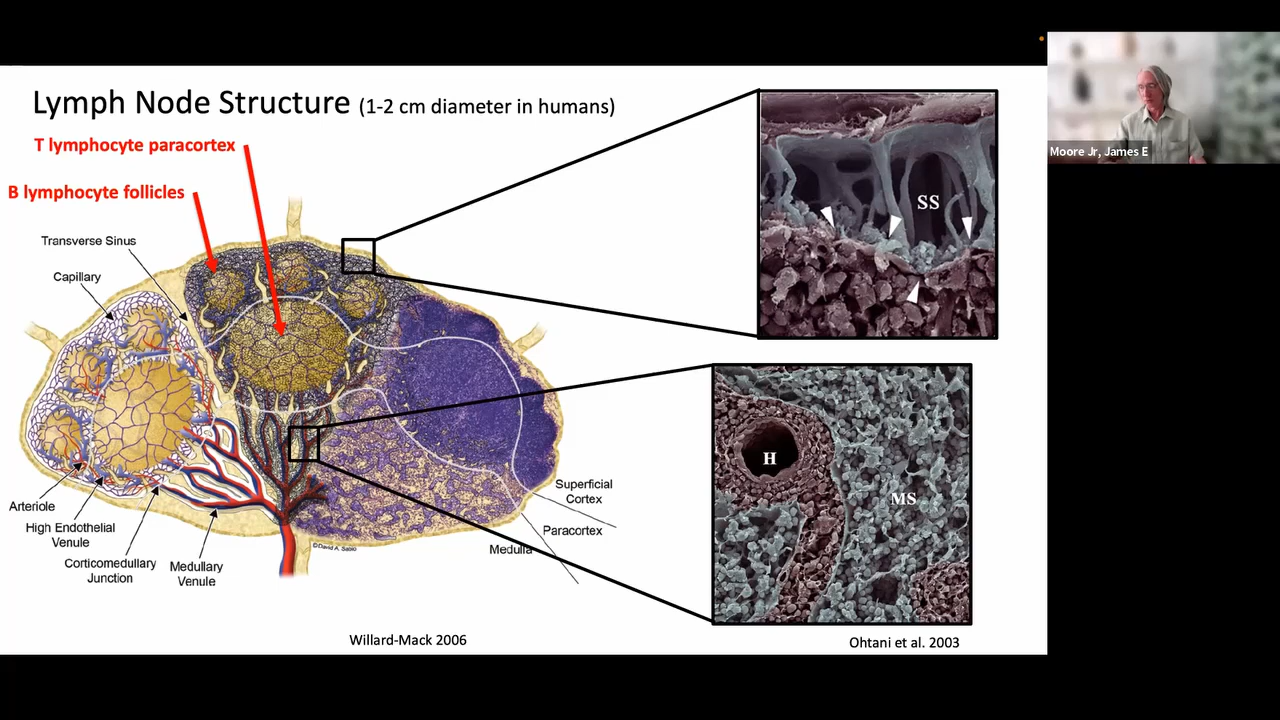 Lymph Node Structure (1-2 cm diameter in humans)
T lymphocyte paracortex
B lymphocyte follicles
Transverse Sinus
Capillary
Arteriole
High Endothelial
Venule
Corticomedullary
Junction
Medullary
Venule
©David A. Sabio
Medulla
Paracortex
Superficial
Cortex
SS
H
MS
Willard-Mack 2006
Ohtani et al. 2003
Moore Jr, James E